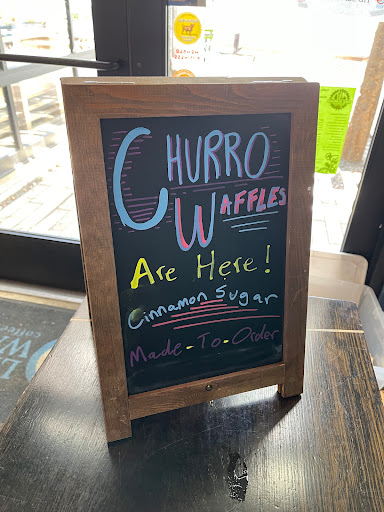 CHURRO
WAFFLES
Are Here!
Cinnamon Sugar
Made-To-Order